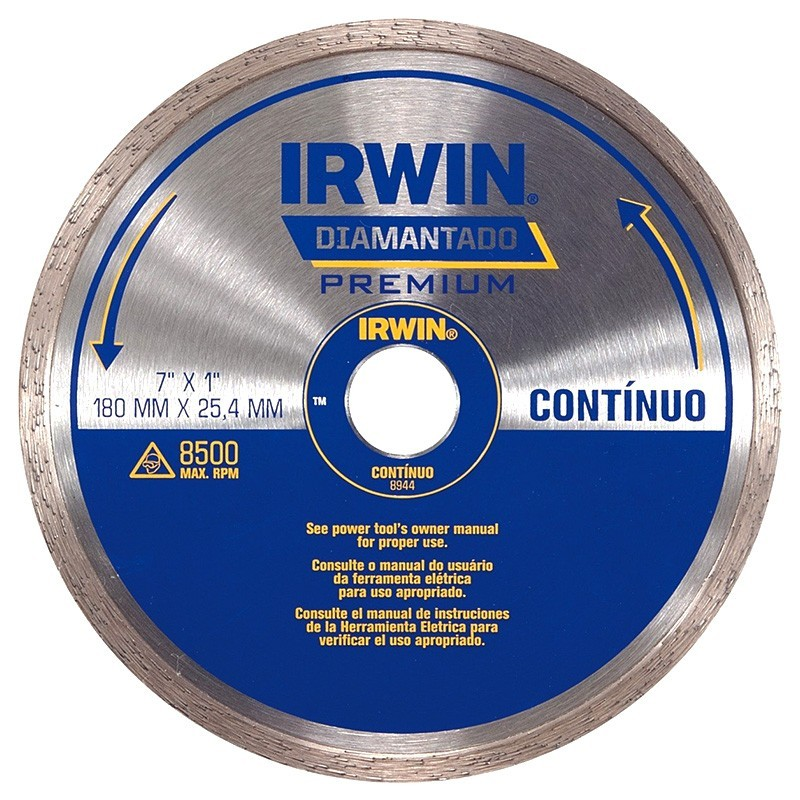 IRWIN®
DIAMANTADO
PREMIUM
IRWIN®
7" X 1"
180 MM X 25,4 MM
TM
CONTÍNUO
8500
MAX. RPM
CONTÍNUO
8944
See power tool's owner manual
for proper use.
Consulte o manual do usuário
da ferramenta elétrica
para uso apropriado.
Consulte el manual de instruciones
de la Herramienta Eletrica para
verificar el uso apropriado.